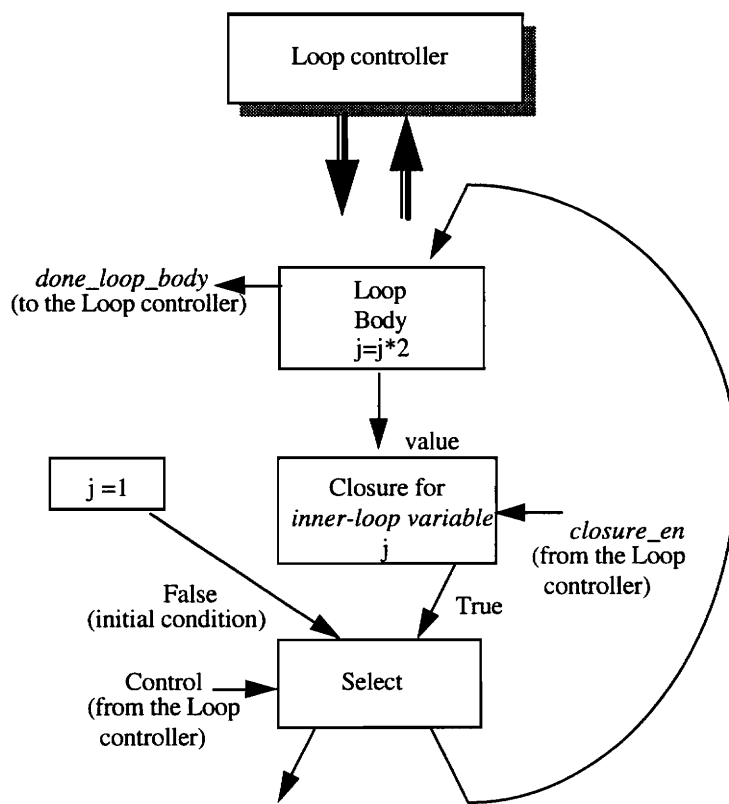 Loop controller
done_loop_body
(to the Loop controller)
Loop
Body
j=j*2
value
j =1
Closure for
inner-loop variable
j
closure_en
(from the Loop
controller)
False
(initial condition)
True
Control
(from the Loop
controller)
Select